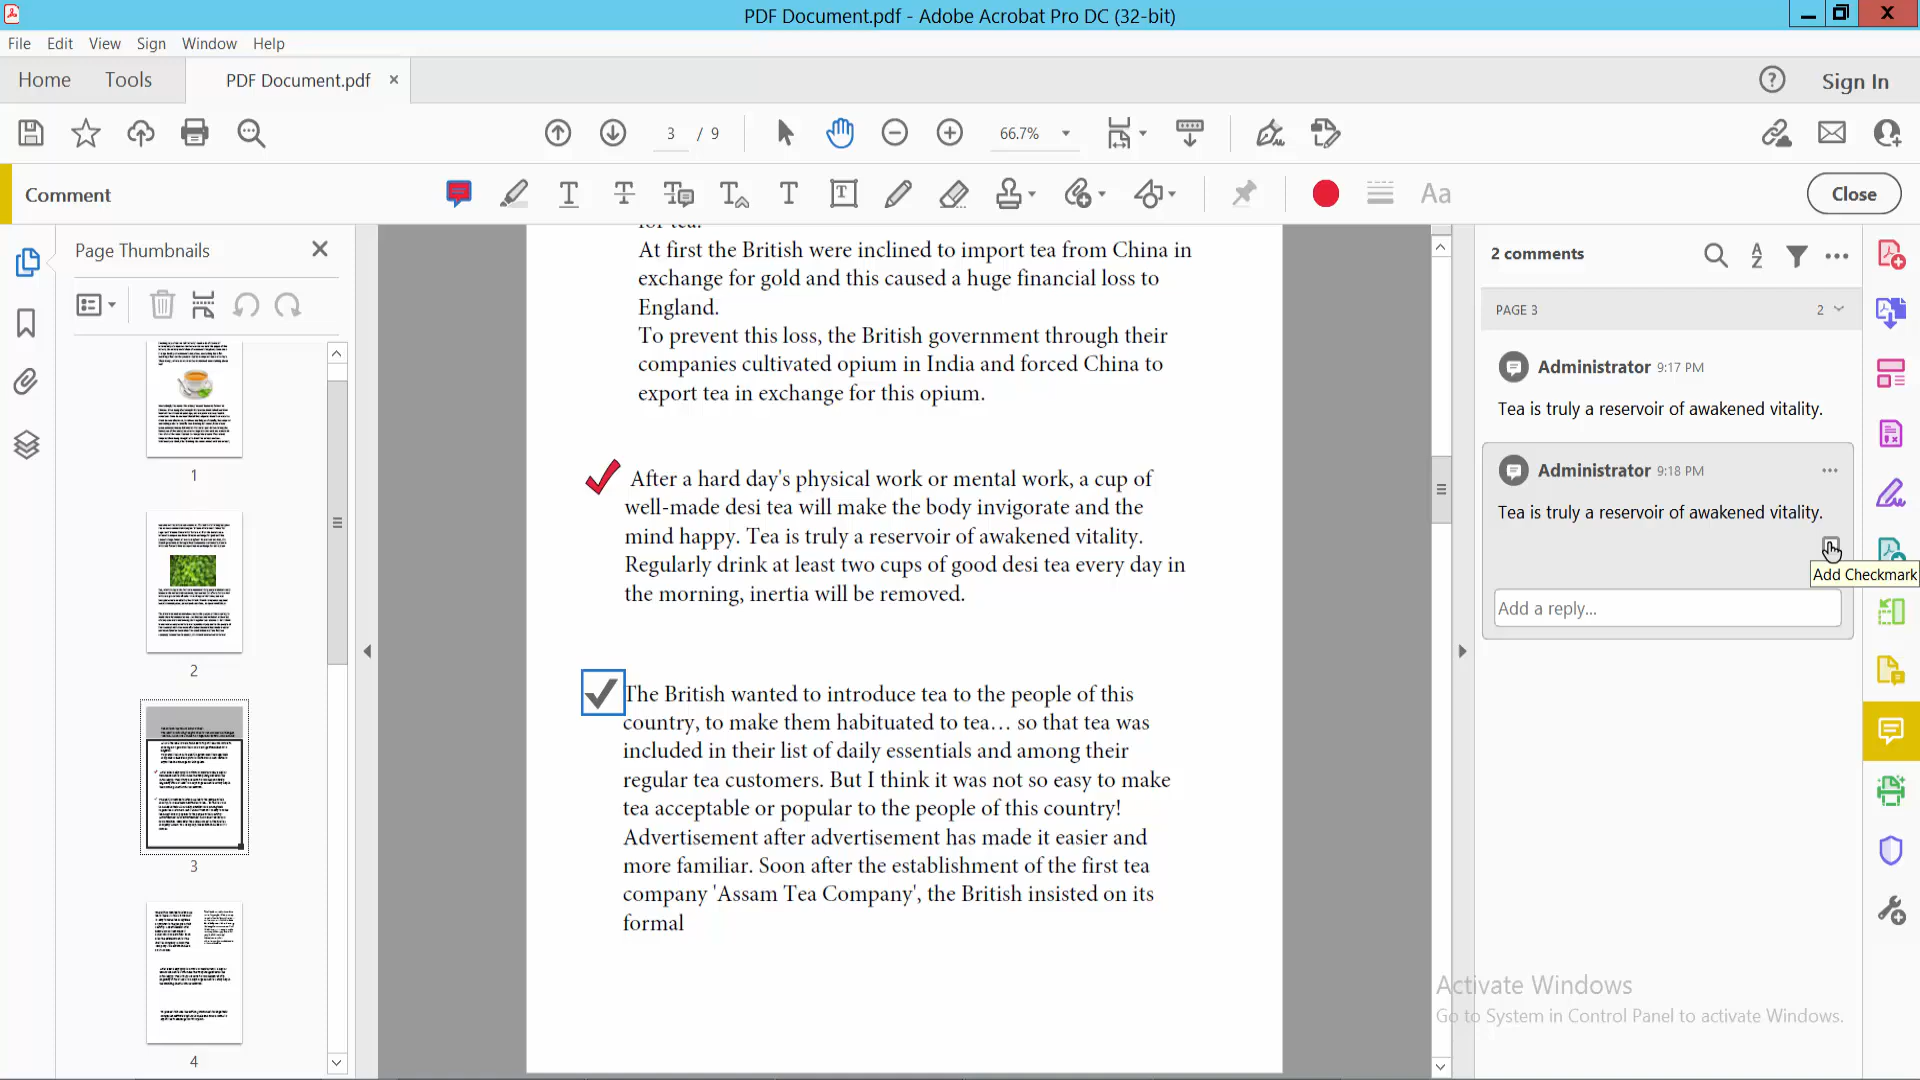 PDF Document.pdf - Adobe Acrobat Pro DC (32-bit)
File Edit View Sign Window Help
Home Tools PDF Document.pdf × Sign In
3 / 9 66.7%
Comment Close
Page Thumbnails
1
2
3
4
for tea.
At first the British were inclined to import tea from China in
exchange for gold and this caused a huge financial loss to
England.
To prevent this loss, the British government through their
companies cultivated opium in India and forced China to
export tea in exchange for this opium.
After a hard day's physical work or mental work, a cup of
well-made desi tea will make the body invigorate and the
mind happy. Tea is truly a reservoir of awakened vitality.
Regularly drink at least two cups of good desi tea every day in
the morning, inertia will be removed.
The British wanted to introduce tea to the people of this
country, to make them habituated to tea… so that tea was
included in their list of daily essentials and among their
regular tea customers. But I think it was not so easy to make
tea acceptable or popular to the people of this country!
Advertisement after advertisement has made it easier and
more familiar. Soon after the establishment of the first tea
company 'Assam Tea Company', the British insisted on its
formal
2 comments
PAGE 3 2
Administrator 9:17 PM
Tea is truly a reservoir of awakened vitality.
Administrator 9:18 PM
Tea is truly a reservoir of awakened vitality.
Add Checkmark
Add a reply...
Activate Windows
Go to System in Control Panel to activate Windows.